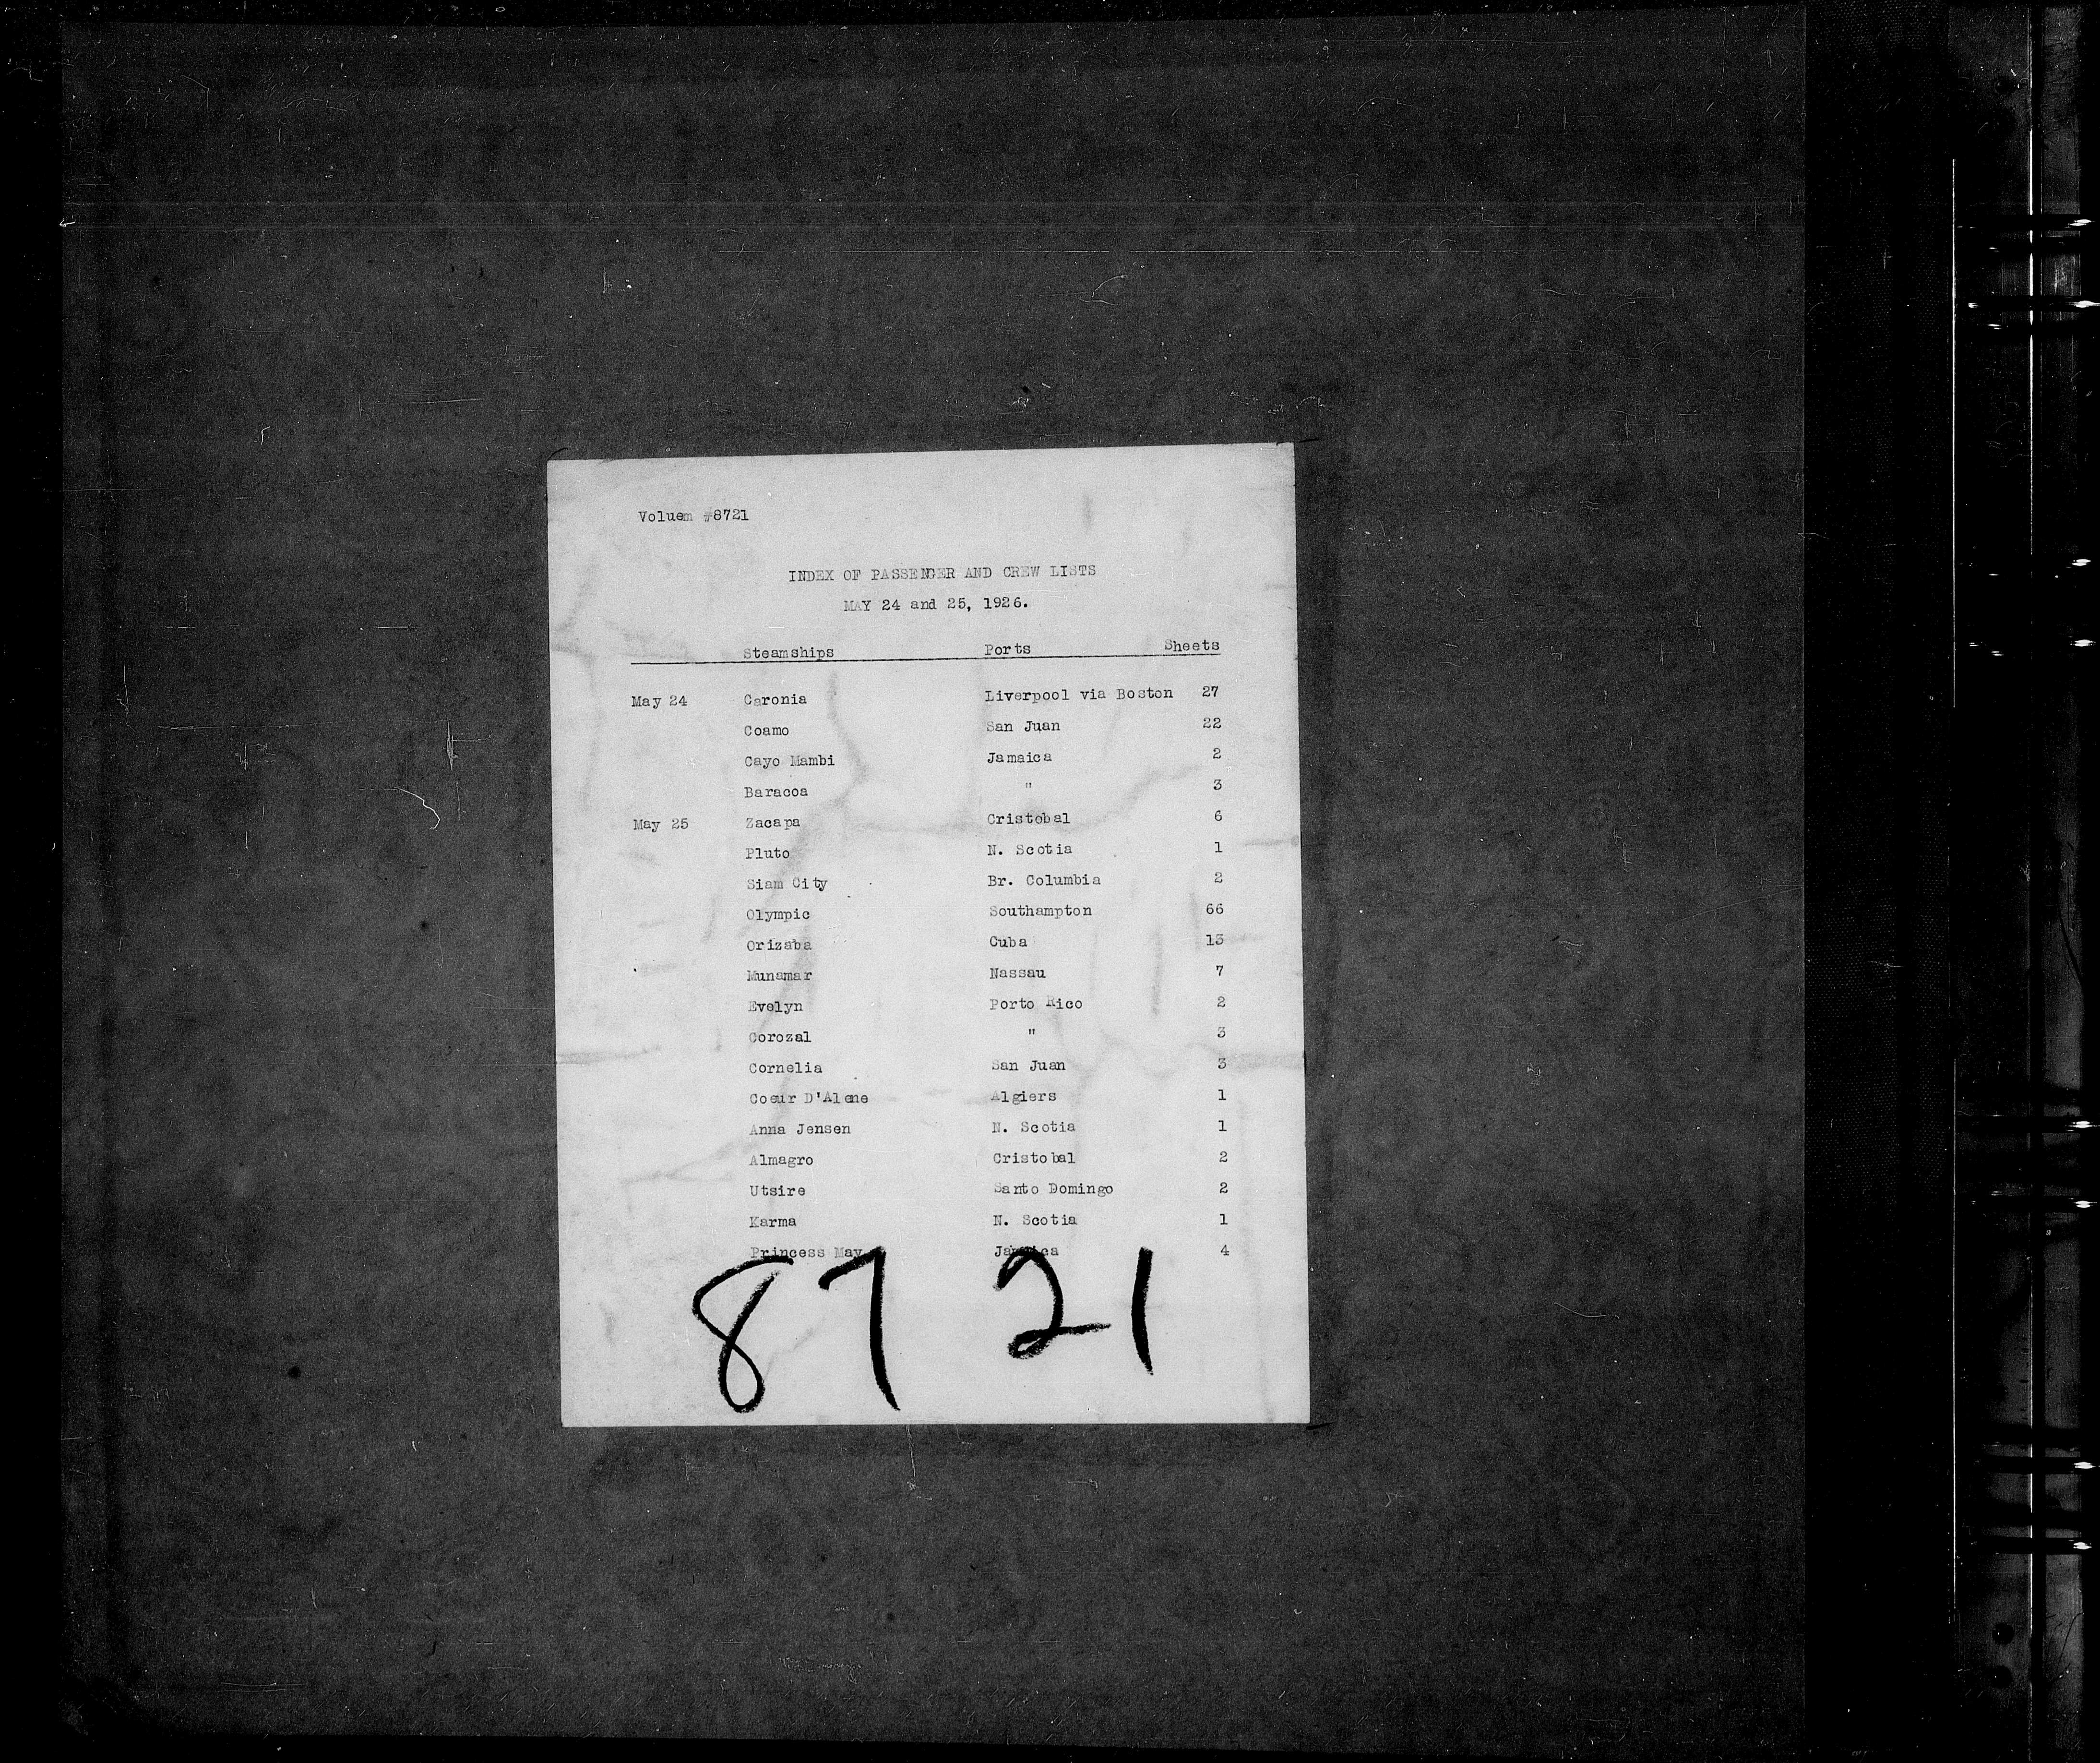 Voluem #8721
INDEX OF PASSENGER AND CREW LISTS
MAY 24 and 25, 1926.
Steamships Ports Sheets
May 24 Caronia Liverpool via Boston 27
Coamo San Juan 22
Cayo Mambi Jamaica 2
Baracoa " 3
May 25 Zacapa Cristobal 6
Pluto N. Scotia 1
Siam City Br. Columbia 2
Olympic Southampton 66
Orizaba Cuba 13
Munamar Nassau 7
Evelyn Porto Rico 2
Corozal " 3
Cornelia San Juan 3
Coeur D'Alene Algiers 1
Anna Jensen N. Scotia 1
Almagro Cristobal 2
Utsire Santo Domingo 2
Karma N. Scotia 1
Princess May Jamaica 4
87 21